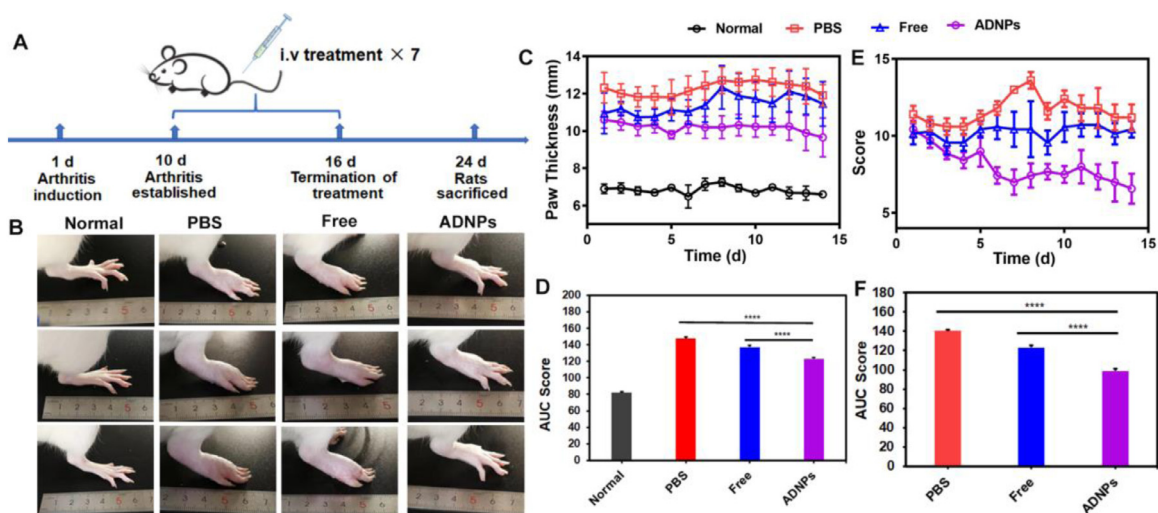 A
i.v treatment × 7
1 d
Arthritis
induction
10 d
Arthritis
established
16 d
Termination of
treatment
24 d
Rats
sacrificed
B
Normal
PBS
Free
ADNPs
Normal
PBS
Free
ADNPs
C
Paw Thickness (mm)
14
12
10
8
6
0
5
10
15
Time (d)
E
Score
15
10
5
0
5
10
15
Time (d)
D
AUC Score
200
180
160
140
120
100
80
60
40
20
0
****
****
Normal
PBS
Free
ADNPs
F
AUC Score
180
160
140
120
100
80
60
40
20
0
****
****
PBS
Free
ADNPs